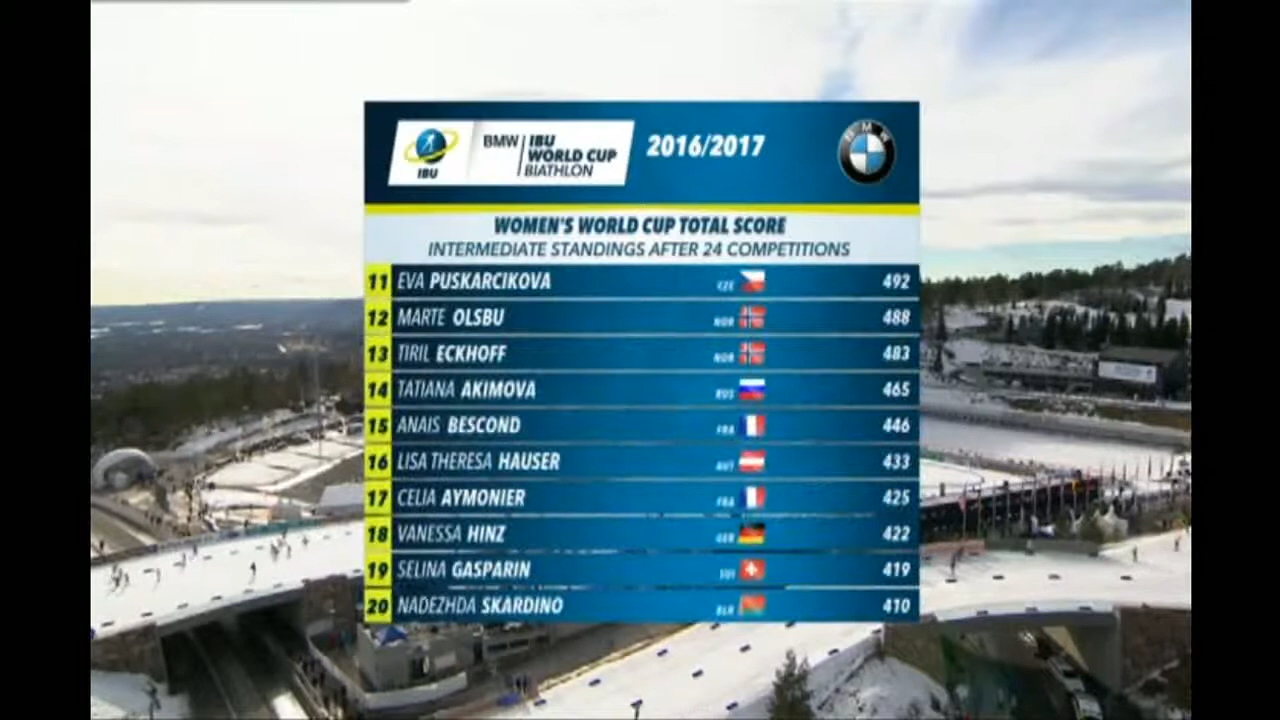 IBU
BMW IBU WORLD CUP BIATHLON
2016/2017
BMW
WOMEN'S WORLD CUP TOTAL SCORE
INTERMEDIATE STANDINGS AFTER 24 COMPETITIONS
11 EVA PUSKARCIKOVA CZE 492
12 MARTE OLSBU NOR 488
13 TIRIL ECKHOFF NOR 483
14 TATIANA AKIMOVA RUS 465
15 ANAIS BESCOND FRA 446
16 LISA THERESA HAUSER AUT 433
17 CELIA AYMONIER FRA 425
18 VANESSA HINZ GER 422
19 SELINA GASPARIN SUI 419
20 NADEZHDA SKARDINO BLR 410